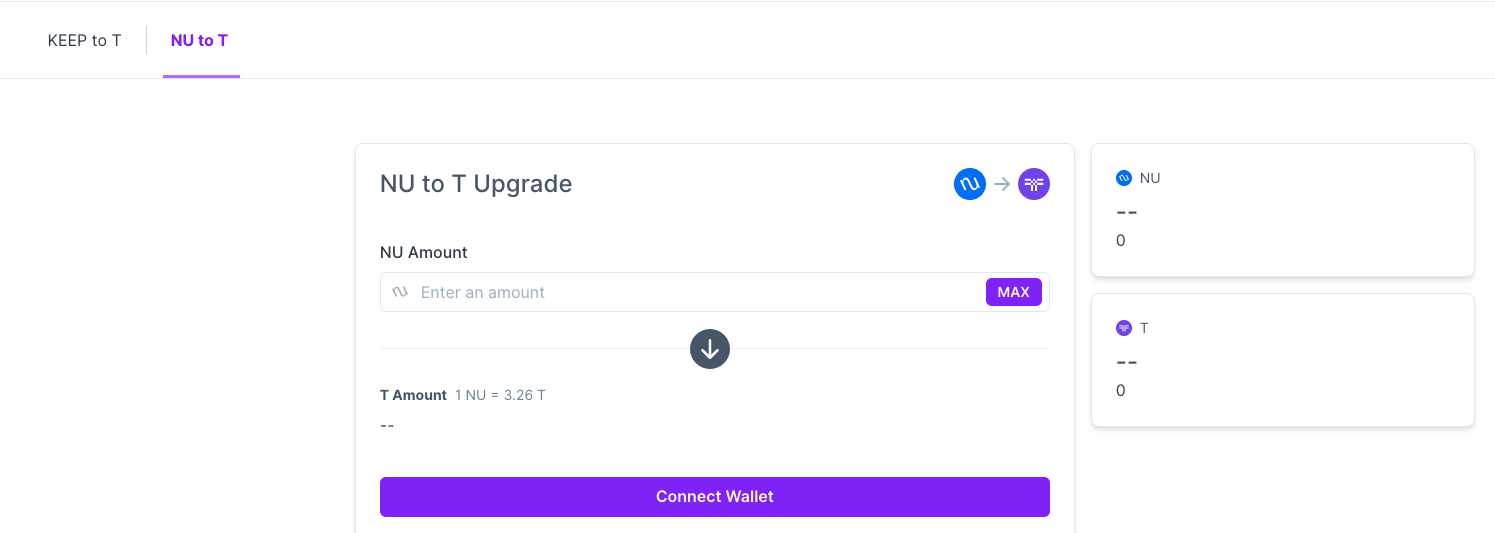 KEEP to T
NU to T
NU to T Upgrade
NU Amount
Enter an amount
MAX
T Amount 1 NU = 3.26 T
--
Connect Wallet
NU
--
0
T
--
0